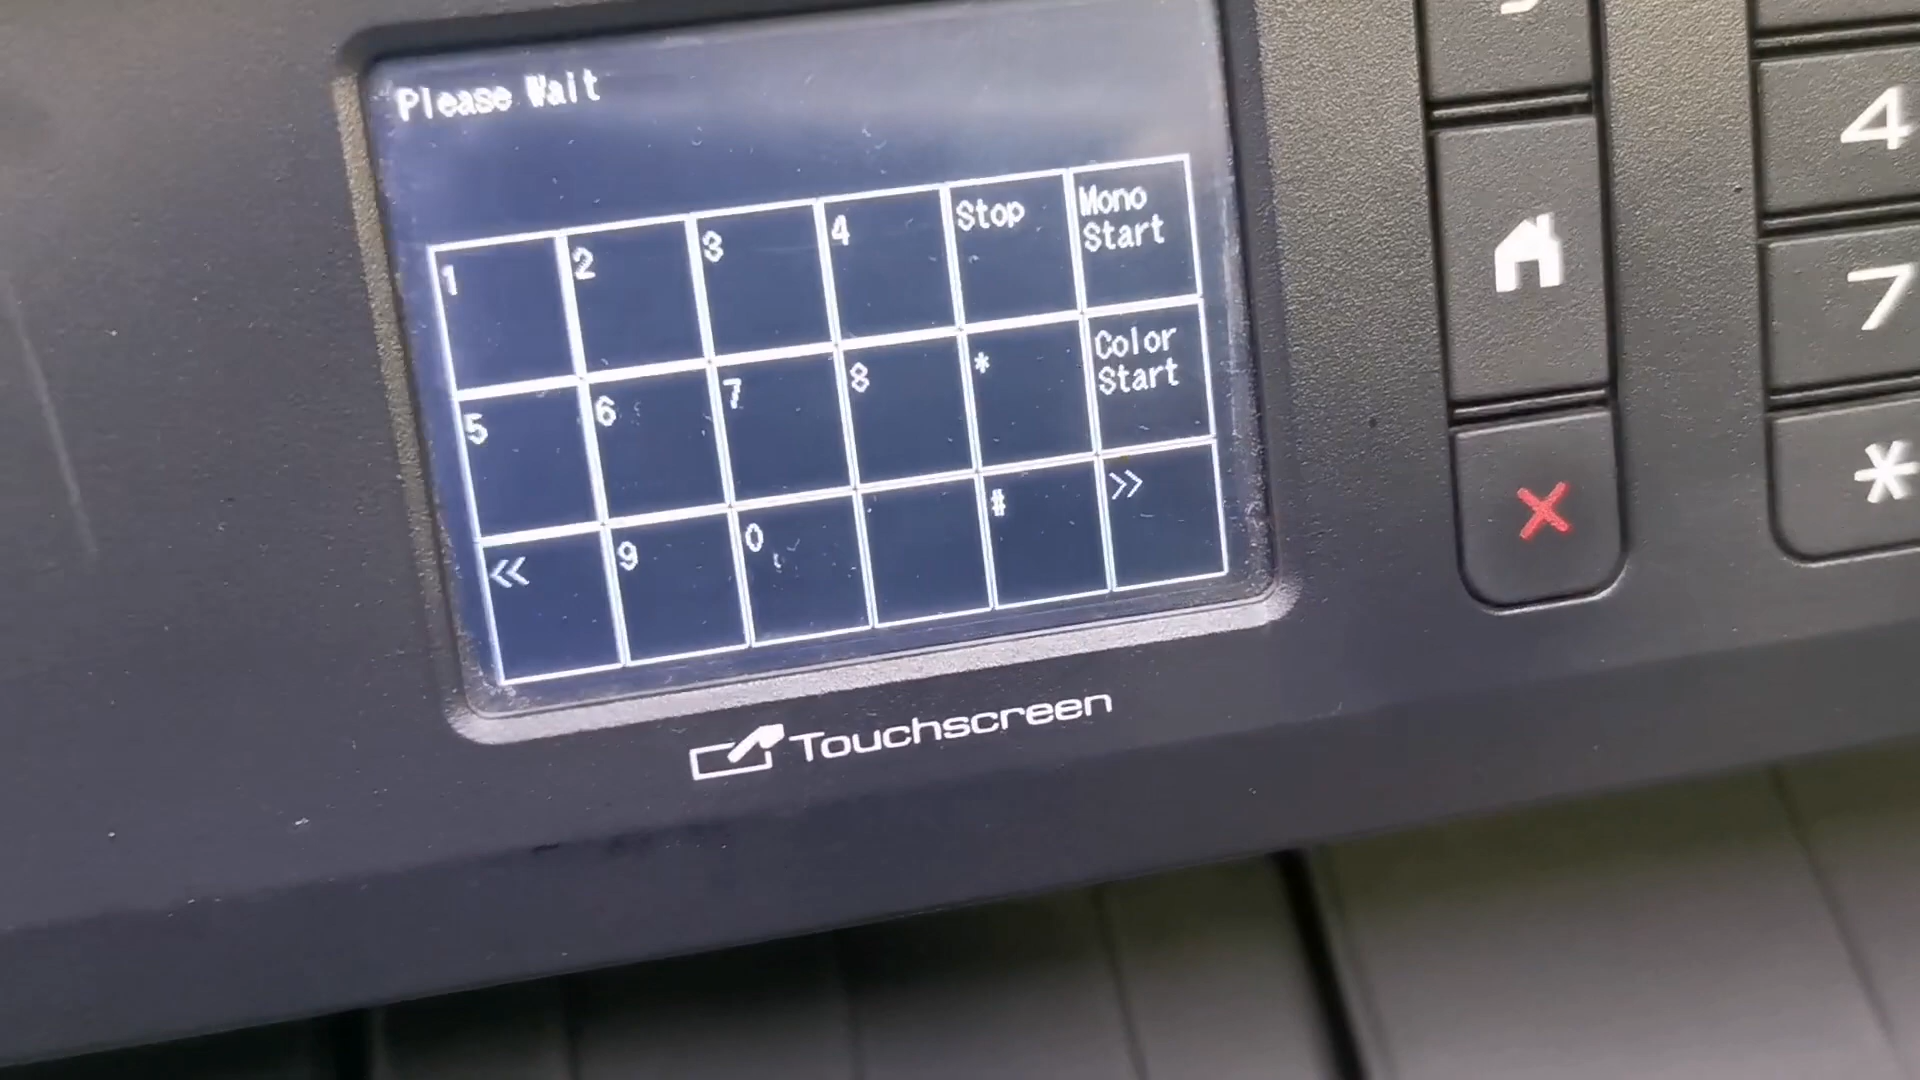 Please Wait
1 2 3 4 Stop Mono Start
5 6 7 8 * Color Start
<< 9 0 # >>
Touchscreen
4
7
*